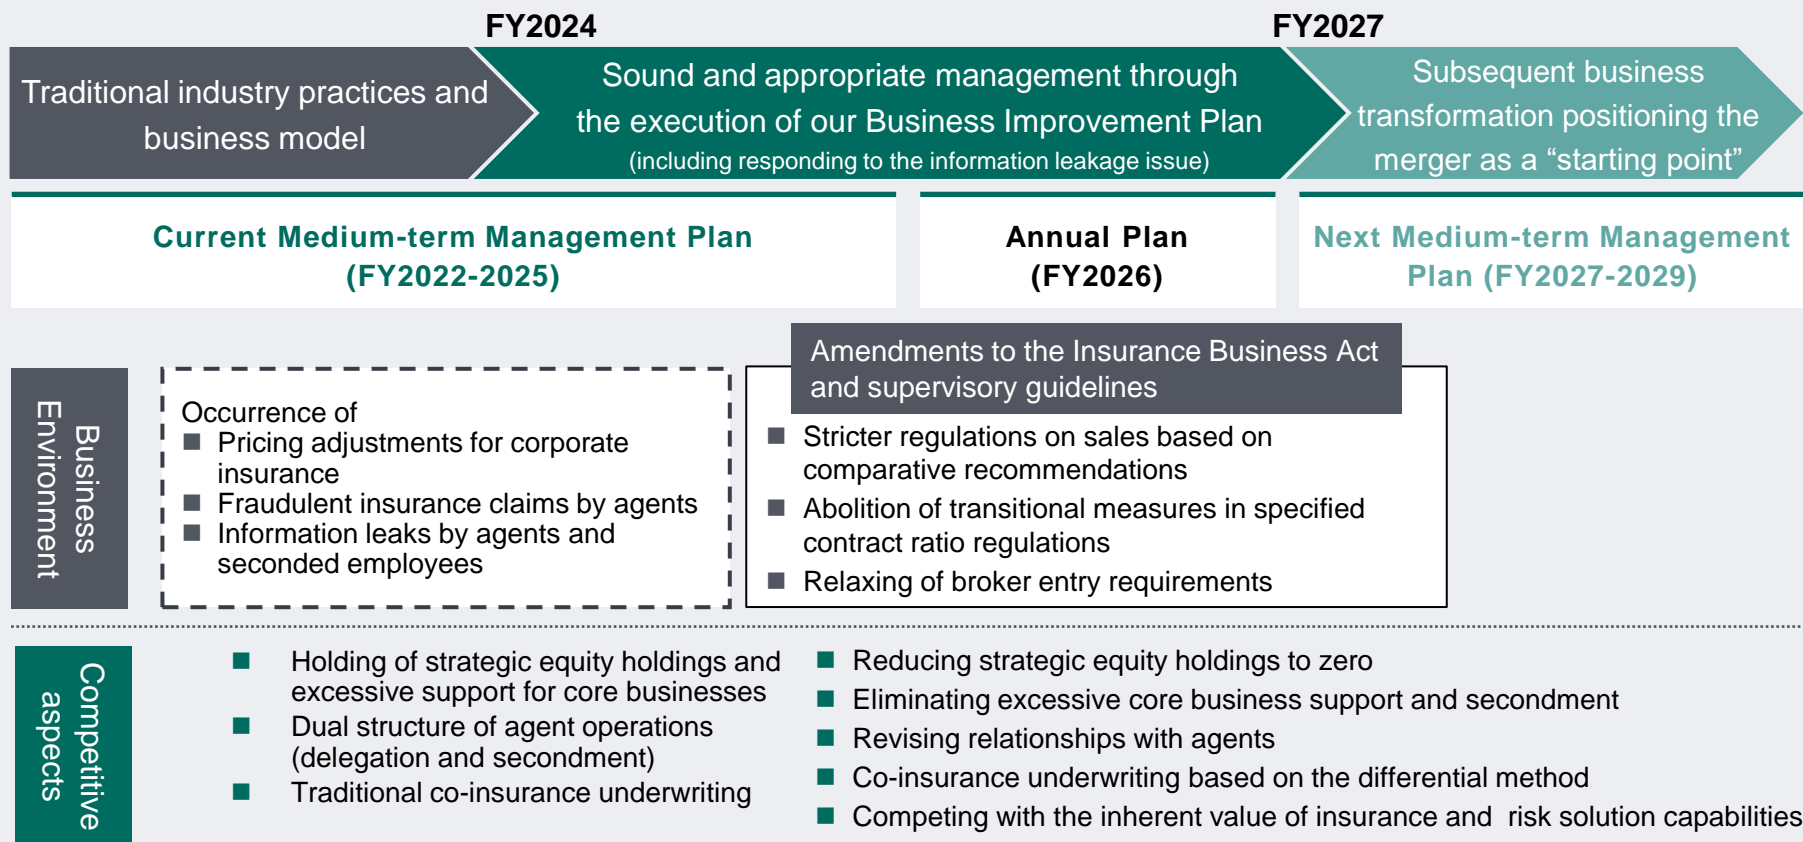 FY2024
FY2027
Traditional industry practices and
business model
Sound and appropriate management through
the execution of our Business Improvement Plan
(including responding to the information leakage issue)
Subsequent business
transformation positioning the
merger as a “starting point”
Current Medium-term Management Plan
(FY2022-2025)
Annual Plan
(FY2026)
Next Medium-term Management
Plan (FY2027-2029)
Business
Environment
Occurrence of
■ Pricing adjustments for corporate
insurance
■ Fraudulent insurance claims by agents
■ Information leaks by agents and
seconded employees
Amendments to the Insurance Business Act
and supervisory guidelines
■ Stricter regulations on sales based on
comparative recommendations
■ Abolition of transitional measures in specified
contract ratio regulations
■ Relaxing of broker entry requirements
Competitive
aspects
■ Holding of strategic equity holdings and
excessive support for core businesses
■ Dual structure of agent operations
(delegation and secondment)
■ Traditional co-insurance underwriting
■ Reducing strategic equity holdings to zero
■ Eliminating excessive core business support and secondment
■ Revising relationships with agents
■ Co-insurance underwriting based on the differential method
■ Competing with the inherent value of insurance and risk solution capabilities